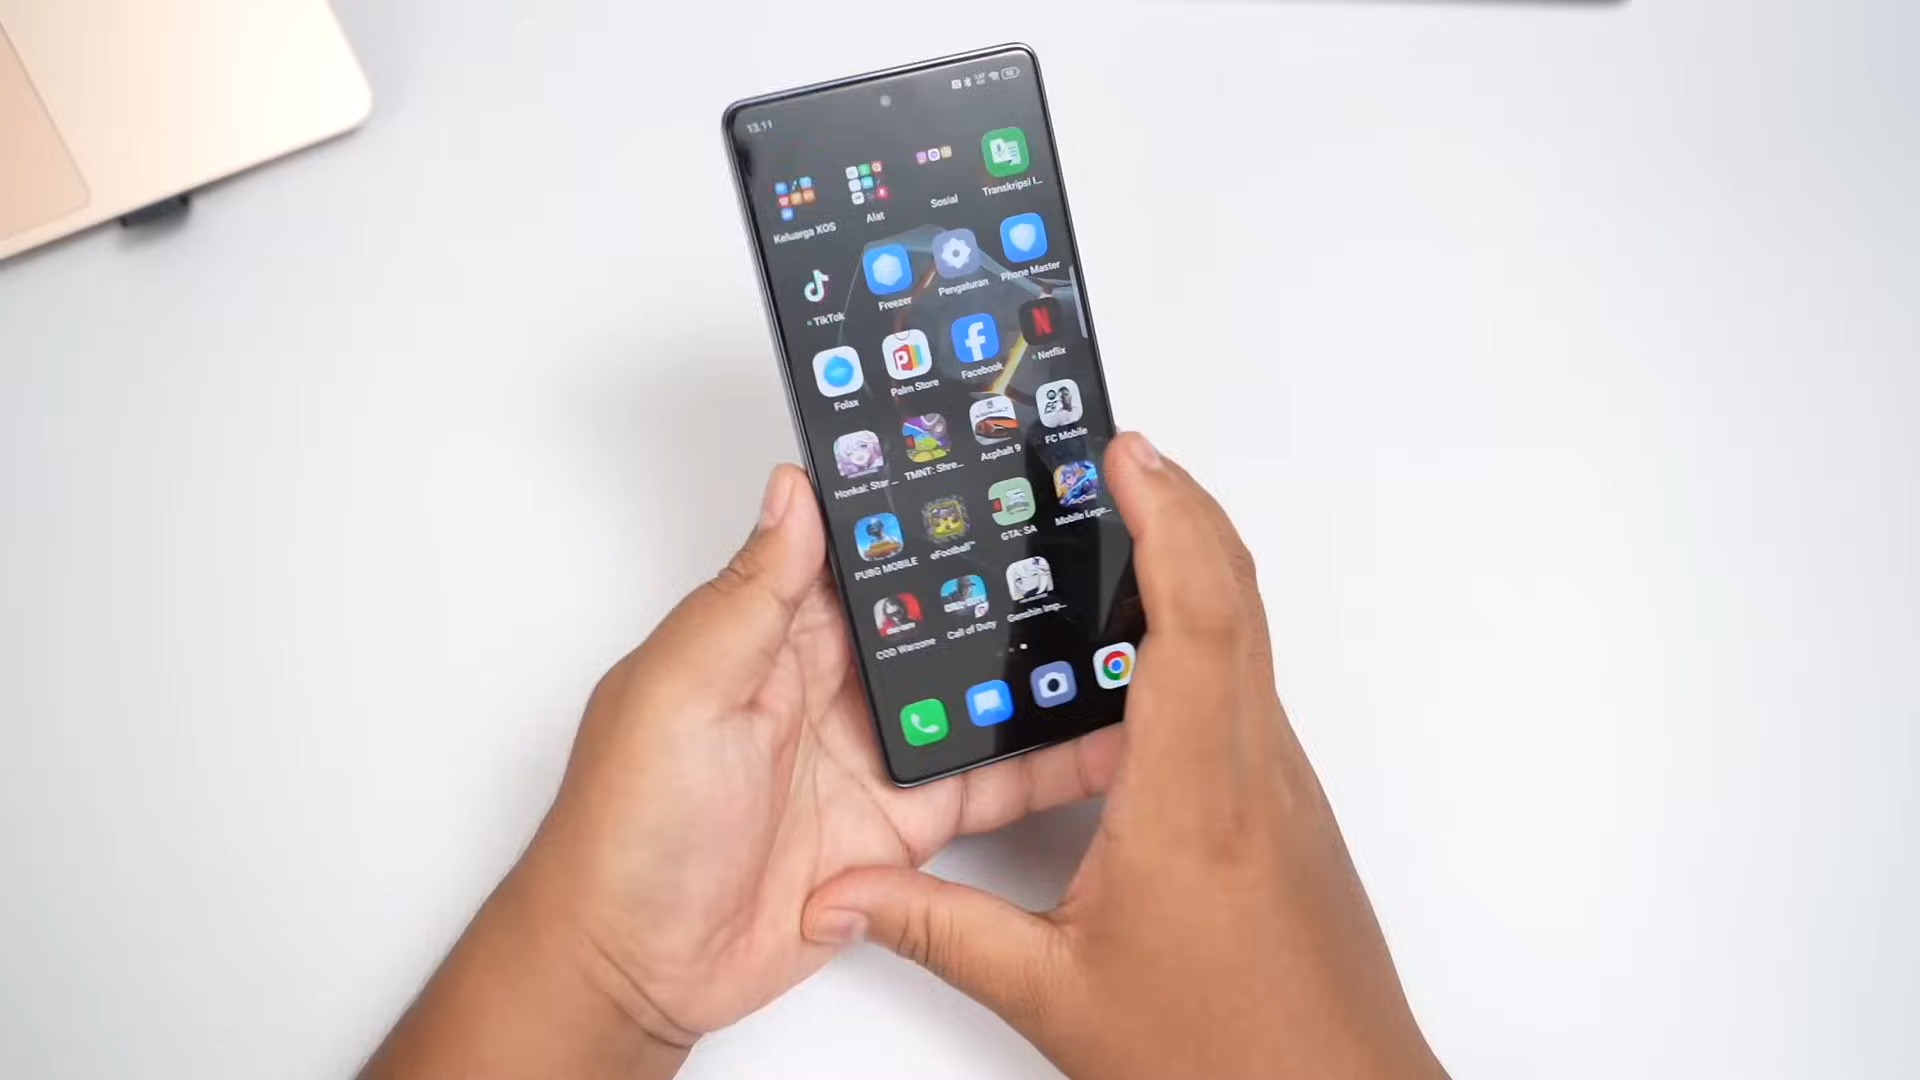 13.11
Keluarga XOS
Alat
Sosial
Transkripsi I...
TikTok
Freezer
Pengaturan
Phone Master
Folax
Palm Store
Facebook
Netflix
Honkai: Star ...
TMNT: Shre...
Asphalt 9
FC Mobile
PUBG MOBILE
eFootball™
GTA: SA
Mobile Lege...
COD Warzone
Call of Duty
Genshin Imp...